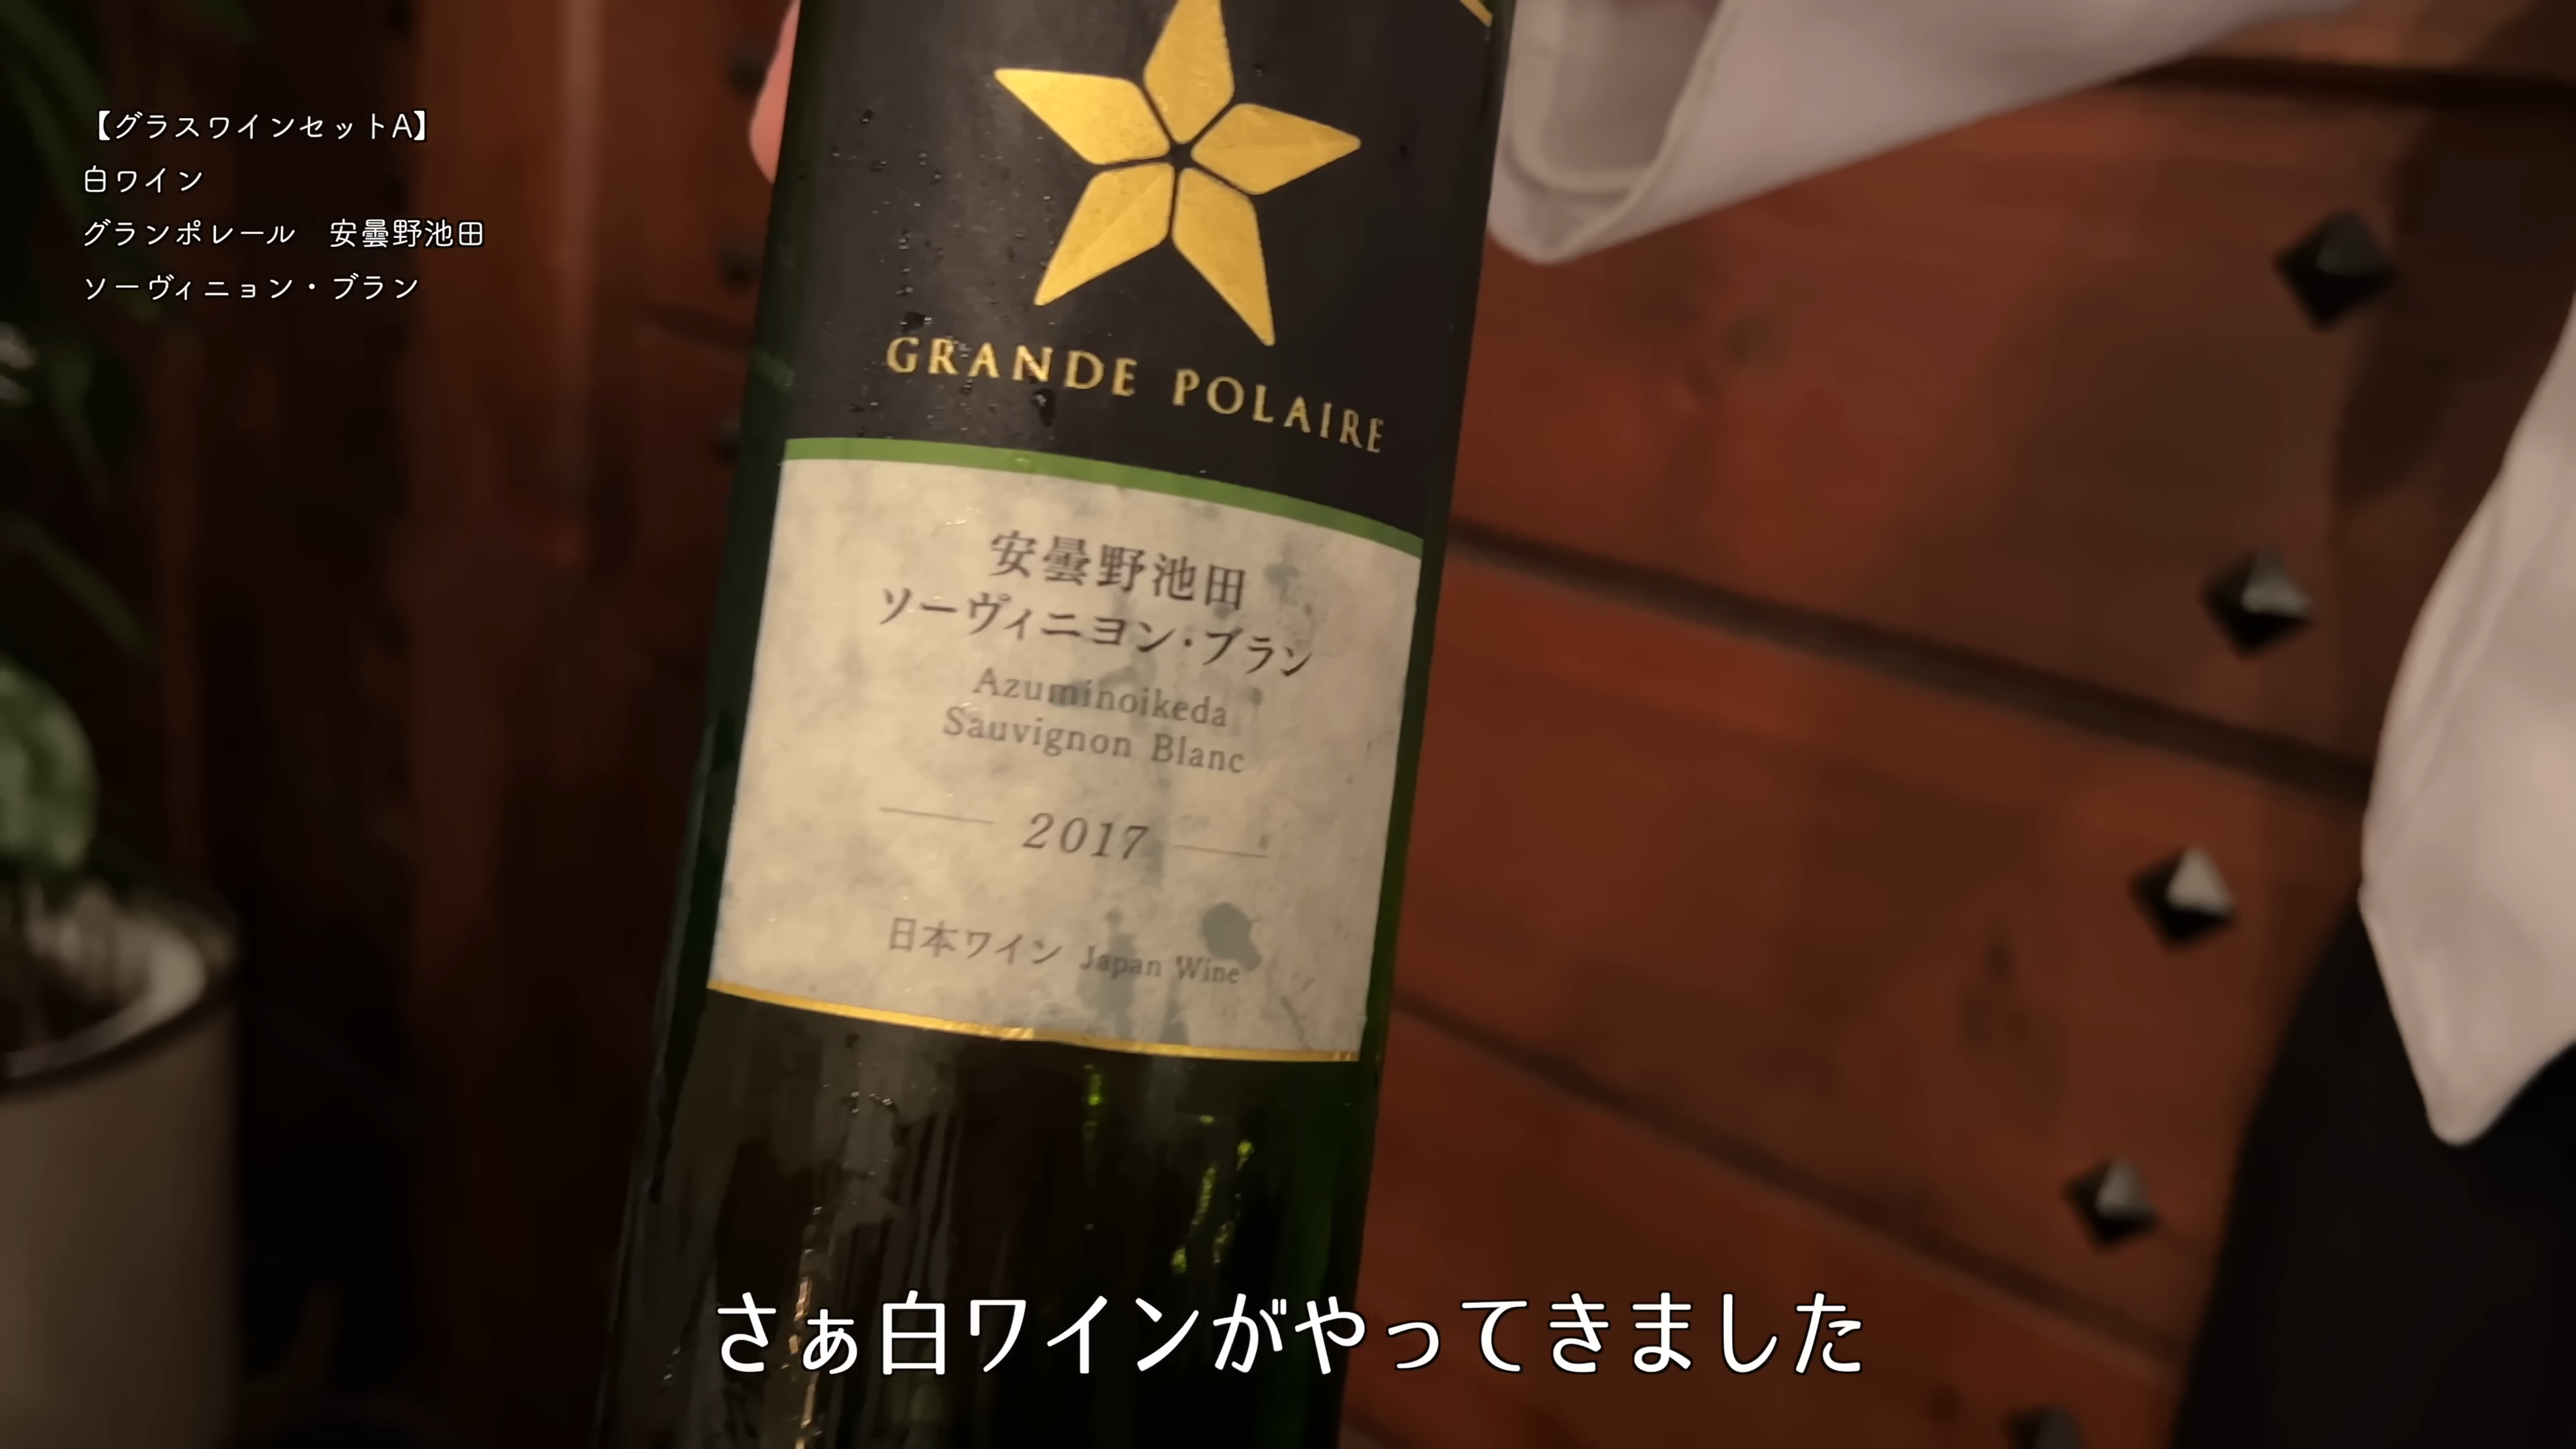 【グラスワインセットA】
白ワイン
グランポレール　安曇野池田
ソーヴィニョン・ブラン
GRANDE POLAIRE
安曇野池田
ソーヴィニヨン・ブラン
Azuminoikeda
Sauvignon Blanc
2017
日本ワイン Japan Wine
さぁ白ワインがやってきました